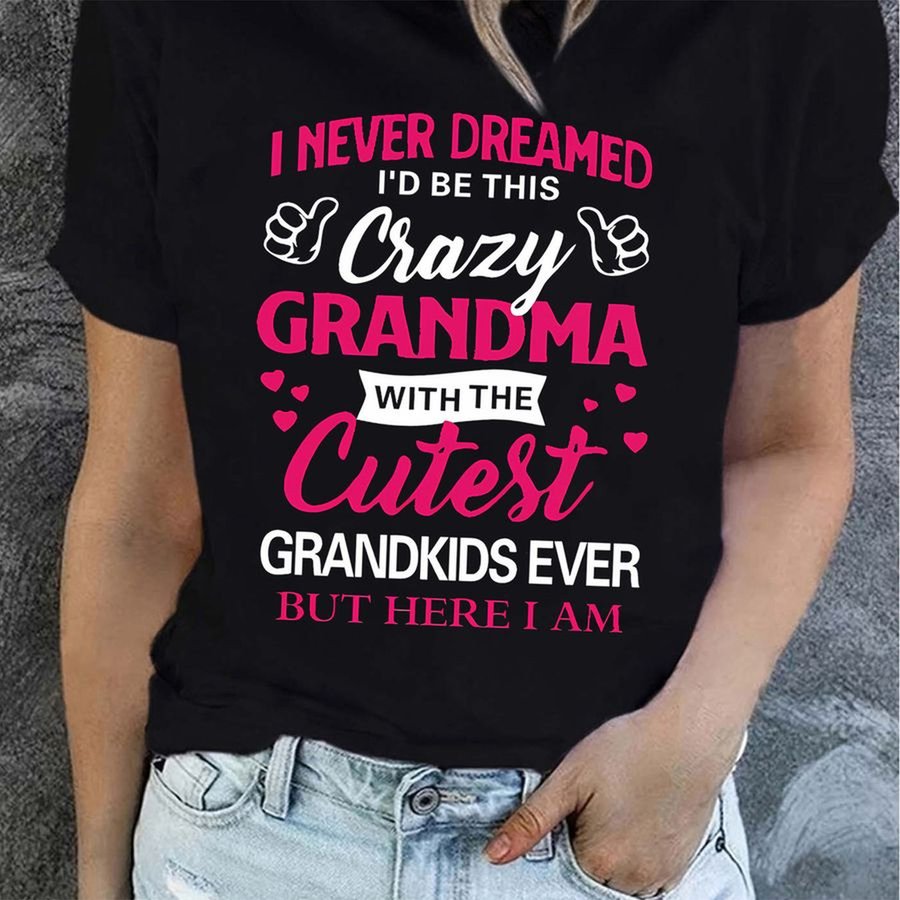 I NEVER DREAMED
I'D BE THIS
Crazy
GRANDMA
WITH THE
Cutest
GRANDKIDS EVER
BUT HERE I AM